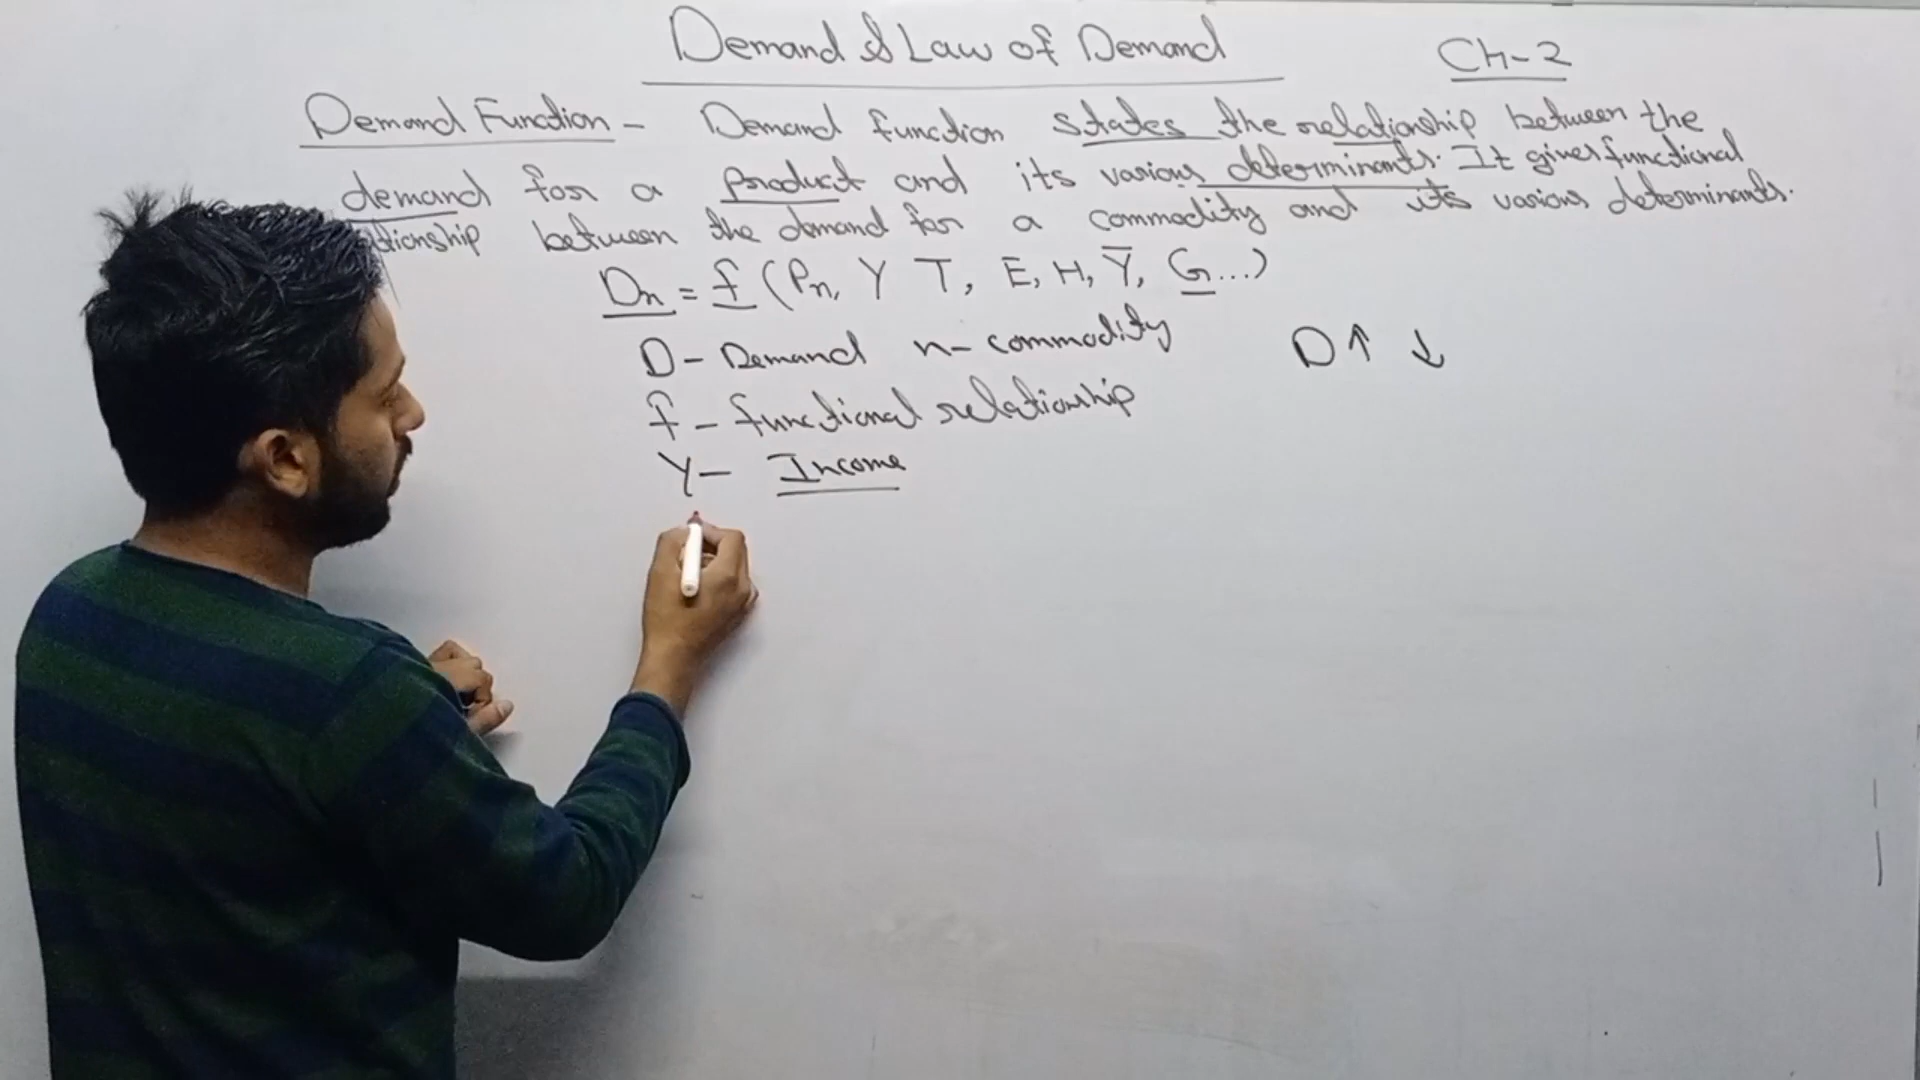 Demand & Law of Demand
Ch-2
Demand Function - Demand function states the relationship between the
demand for a product and its various determinants. It gives functional
tionship between the demand for a commodity and its various determinants.
Dn = f (Pn, Y T, E, H, Ȳ, G...)
D - Demand n - commodity
D ↑ ↓
f - functional relationship
Y - Income